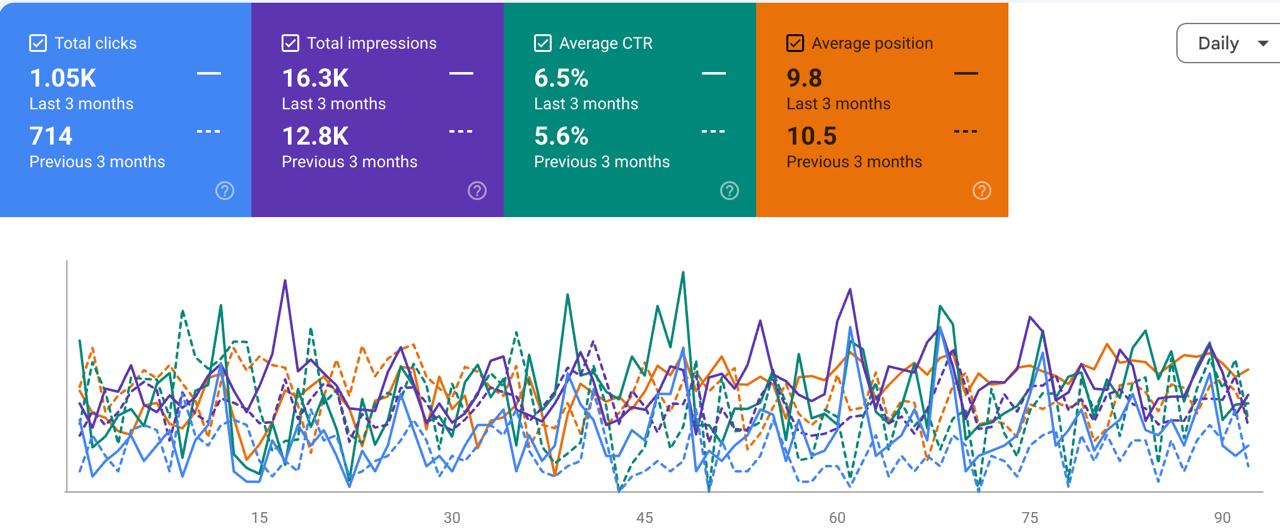 Total clicks
1.05K
Last 3 months
714
Previous 3 months
Total impressions
16.3K
Last 3 months
12.8K
Previous 3 months
Average CTR
6.5%
Last 3 months
5.6%
Previous 3 months
Average position
9.8
Last 3 months
10.5
Previous 3 months
Daily
15 30 45 60 75 90